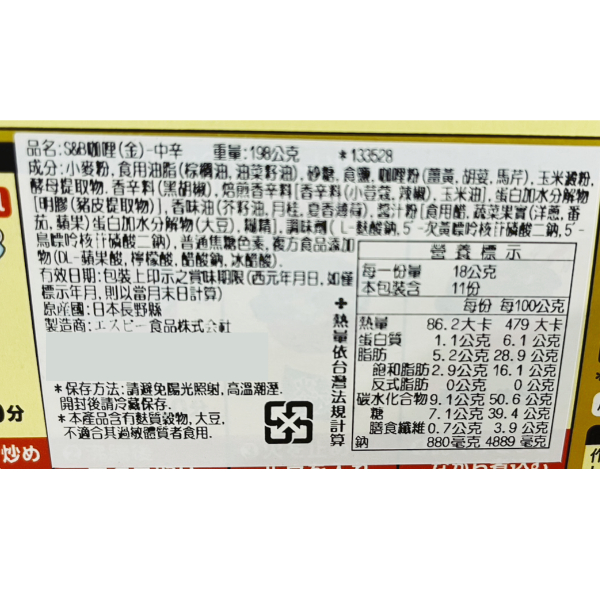 品名:S&B咖哩(金)-中辛 重量:198公克 *133528
成分:小麥粉, 食用油脂(棕櫚油, 油菜籽油), 砂糖, 食鹽, 咖哩粉(薑黃, 胡荽, 馬芹), 玉米澱粉,
酵母提取物, 香辛料(黑胡椒), 焙煎香辛料[香辛料(小荳蔻, 辣椒), 玉米油], 蛋白加水分解物
[明膠(豬皮提取物)], 香味油(芥籽油, 月桂, 夏香薄荷), 醬汁粉[食用醋, 蔬菜果實(洋蔥, 番
茄, 蘋果)蛋白加水分解物(大豆), 糊精], 調味劑( L-麩酸鈉, 5'-次黃嘌呤核苷磷酸二鈉, 5'-
鳥嘌呤核苷磷酸二鈉), 普通焦糖色素, 複方食品添加
物(DL-蘋果酸, 檸檬酸, 醋酸鈉, 冰醋酸).
有效日期:包裝上印示之賞味期限(西元年月日, 如僅
標示年月, 則以當月末日計算)
原產國:日本長野縣
製造商:エスビー食品株式会社
*保存方法:請避免陽光照射, 高溫潮溼.
開封後請冷藏保存.
*本產品含有麩質穀物, 大豆,
不適合其過敏體質者食用.
+熱量依台灣法規計算
營養標示
每一份量 18公克
本包裝含 11份
每份 每100公克
熱量 86.2大卡 479 大卡
蛋白質 1.1公克 6.1 公克
脂肪 5.2公克 28.9 公克
飽和脂肪 2.9公克 16.1 公克
反式脂肪 0公克 0公克
碳水化合物 9.1公克 50.6 公克
糖 7.1公克 39.4 公克
膳食纖維 0.7公克 3.9 公克
鈉 880毫克 4889 毫克
分
炒め
作